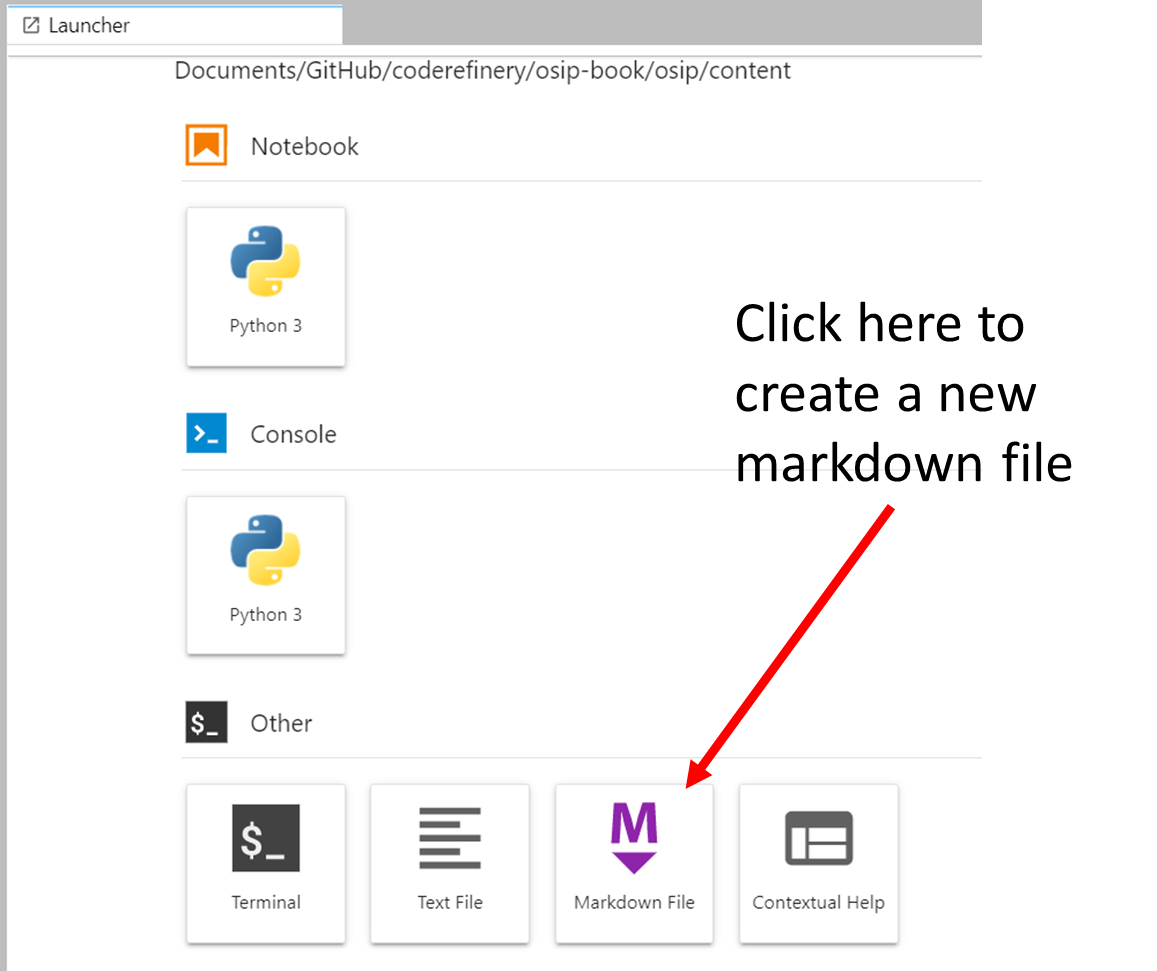 Launcher
Documents/GitHub/coderefinery/osip-book/osip/content
Notebook
Python 3
Click here to
create a new
markdown file
Console
Python 3
$_ Other
$_
Terminal
Text File
M
Markdown File
Contextual Help